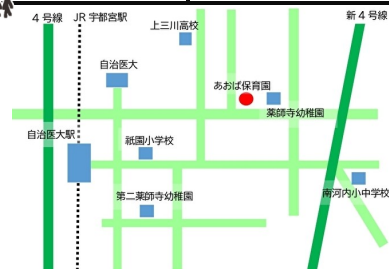 4号線
JR 宇都宮駅
新4号線
上三川高校
自治医大
あおば保育園
薬師寺幼稚園
自治医大駅
祇園小学校
第二薬師寺幼稚園
南河内小中学校